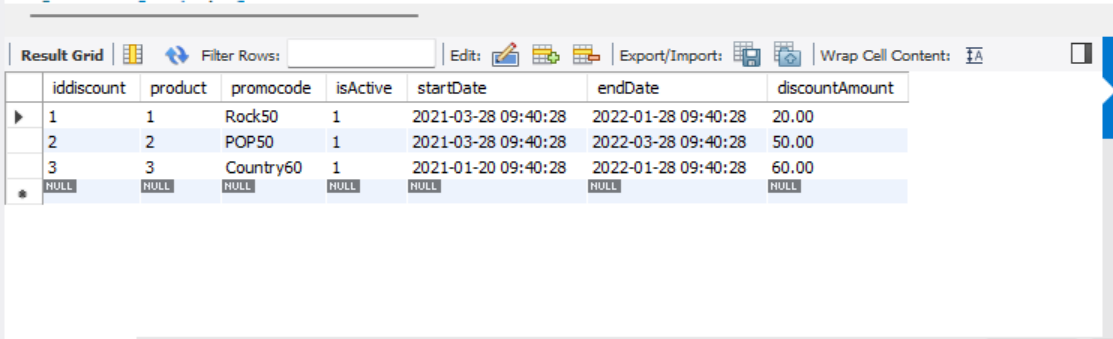 Result Grid Filter Rows: Edit: Export/Import: Wrap Cell Content: IA
iddiscount product promocode isActive startDate endDate discountAmount
1 1 Rock50 1 2021-03-28 09:40:28 2022-01-28 09:40:28 20.00
2 2 POP50 1 2021-03-28 09:40:28 2022-03-28 09:40:28 50.00
3 3 Country60 1 2021-01-20 09:40:28 2022-01-28 09:40:28 60.00
NULL NULL NULL NULL NULL NULL NULL